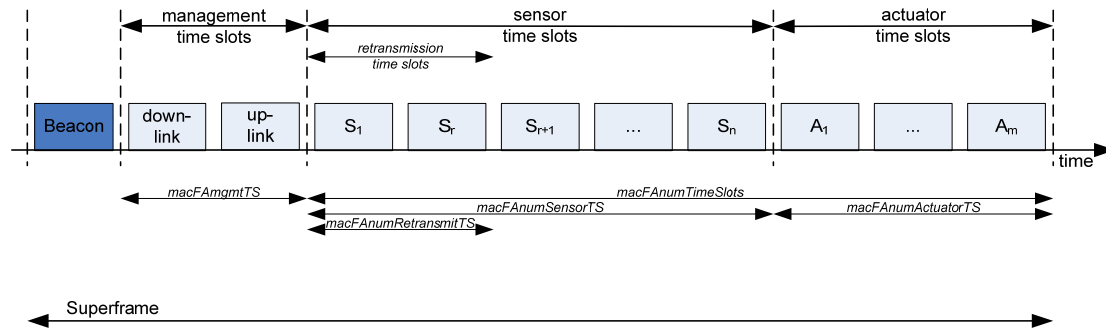 management
time slots
sensor
time slots
actuator
time slots
retransmission
time slots
Beacon
down-
link
up-
link
S1
Sr
Sr+1
...
Sn
A1
...
Am
time
macFAmgmtTS
macFAnumTimeSlots
macFAnumSensorTS
macFAnumActuatorTS
macFAnumRetransmitTS
Superframe